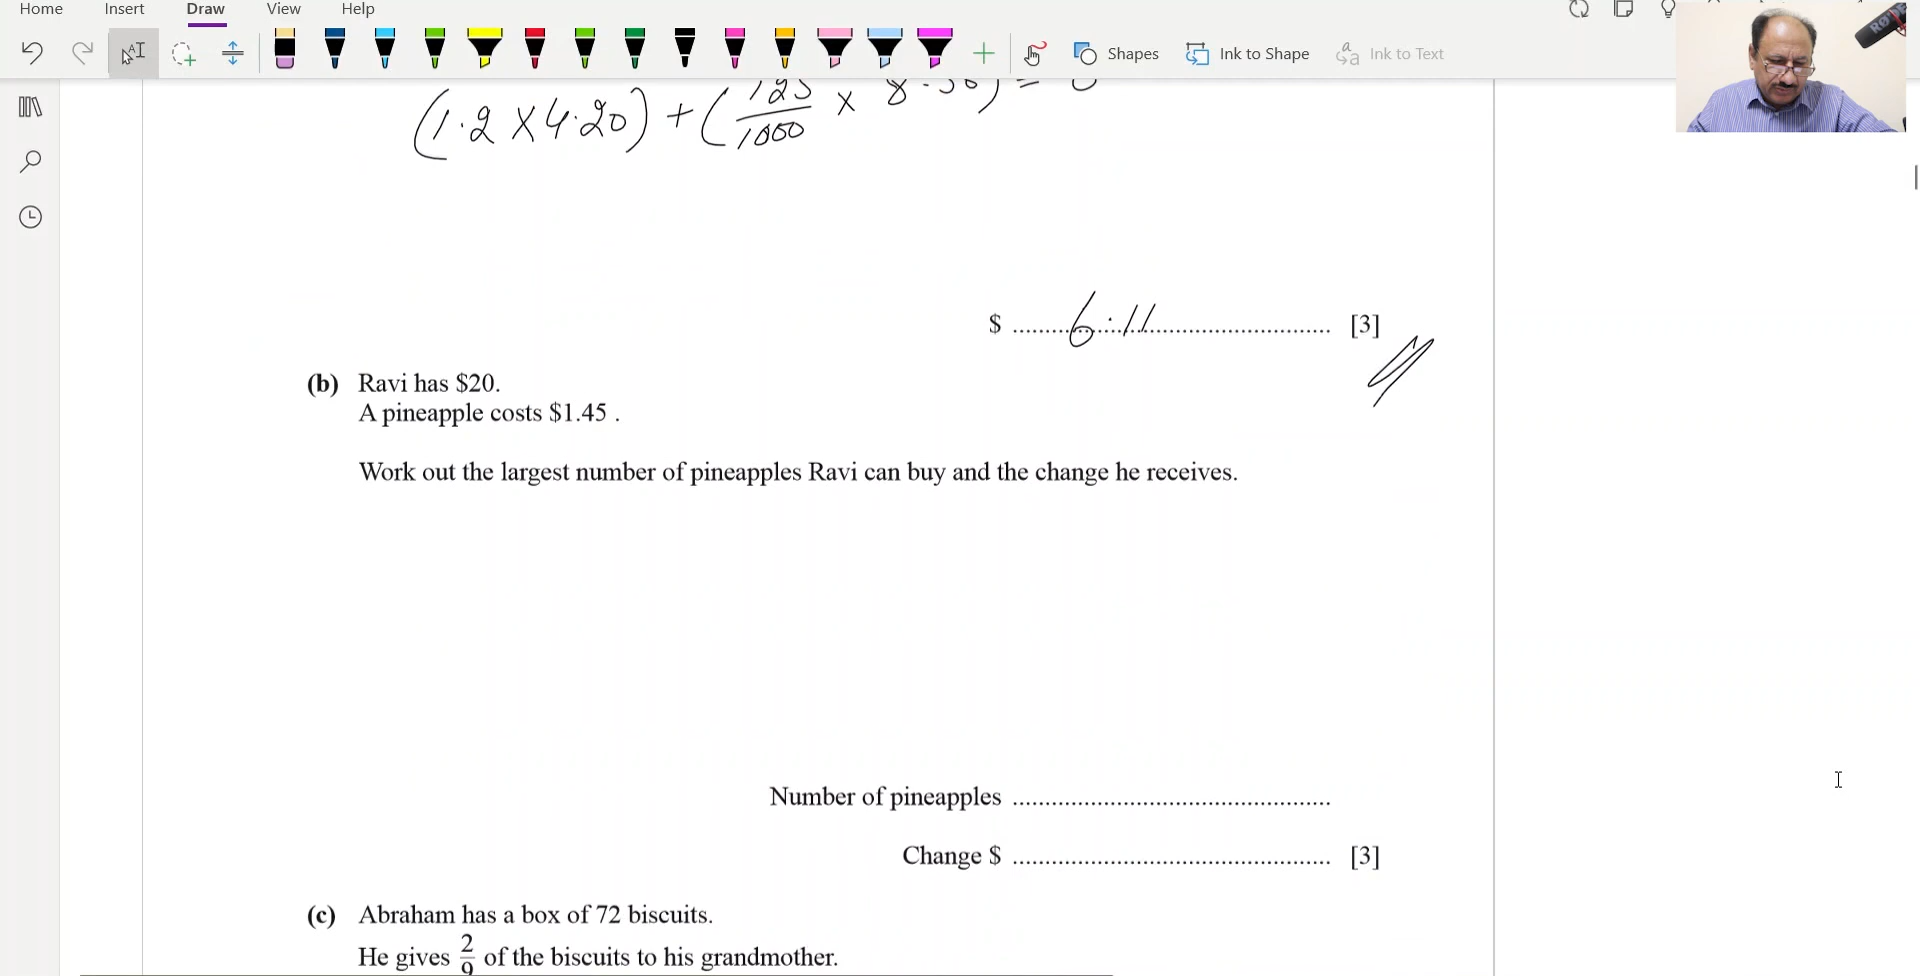 Home Insert Draw View Help
Shapes Ink to Shape Ink to Text
(1.2 × 4.20) + (125/1000 ×
$ ..........6.11.......... [3]
(b) Ravi has $20.
A pineapple costs $1.45 .
Work out the largest number of pineapples Ravi can buy and the change he receives.
Number of pineapples ..................................................
Change $ .................................................. [3]
(c) Abraham has a box of 72 biscuits.
He gives 2/9 of the biscuits to his grandmother.